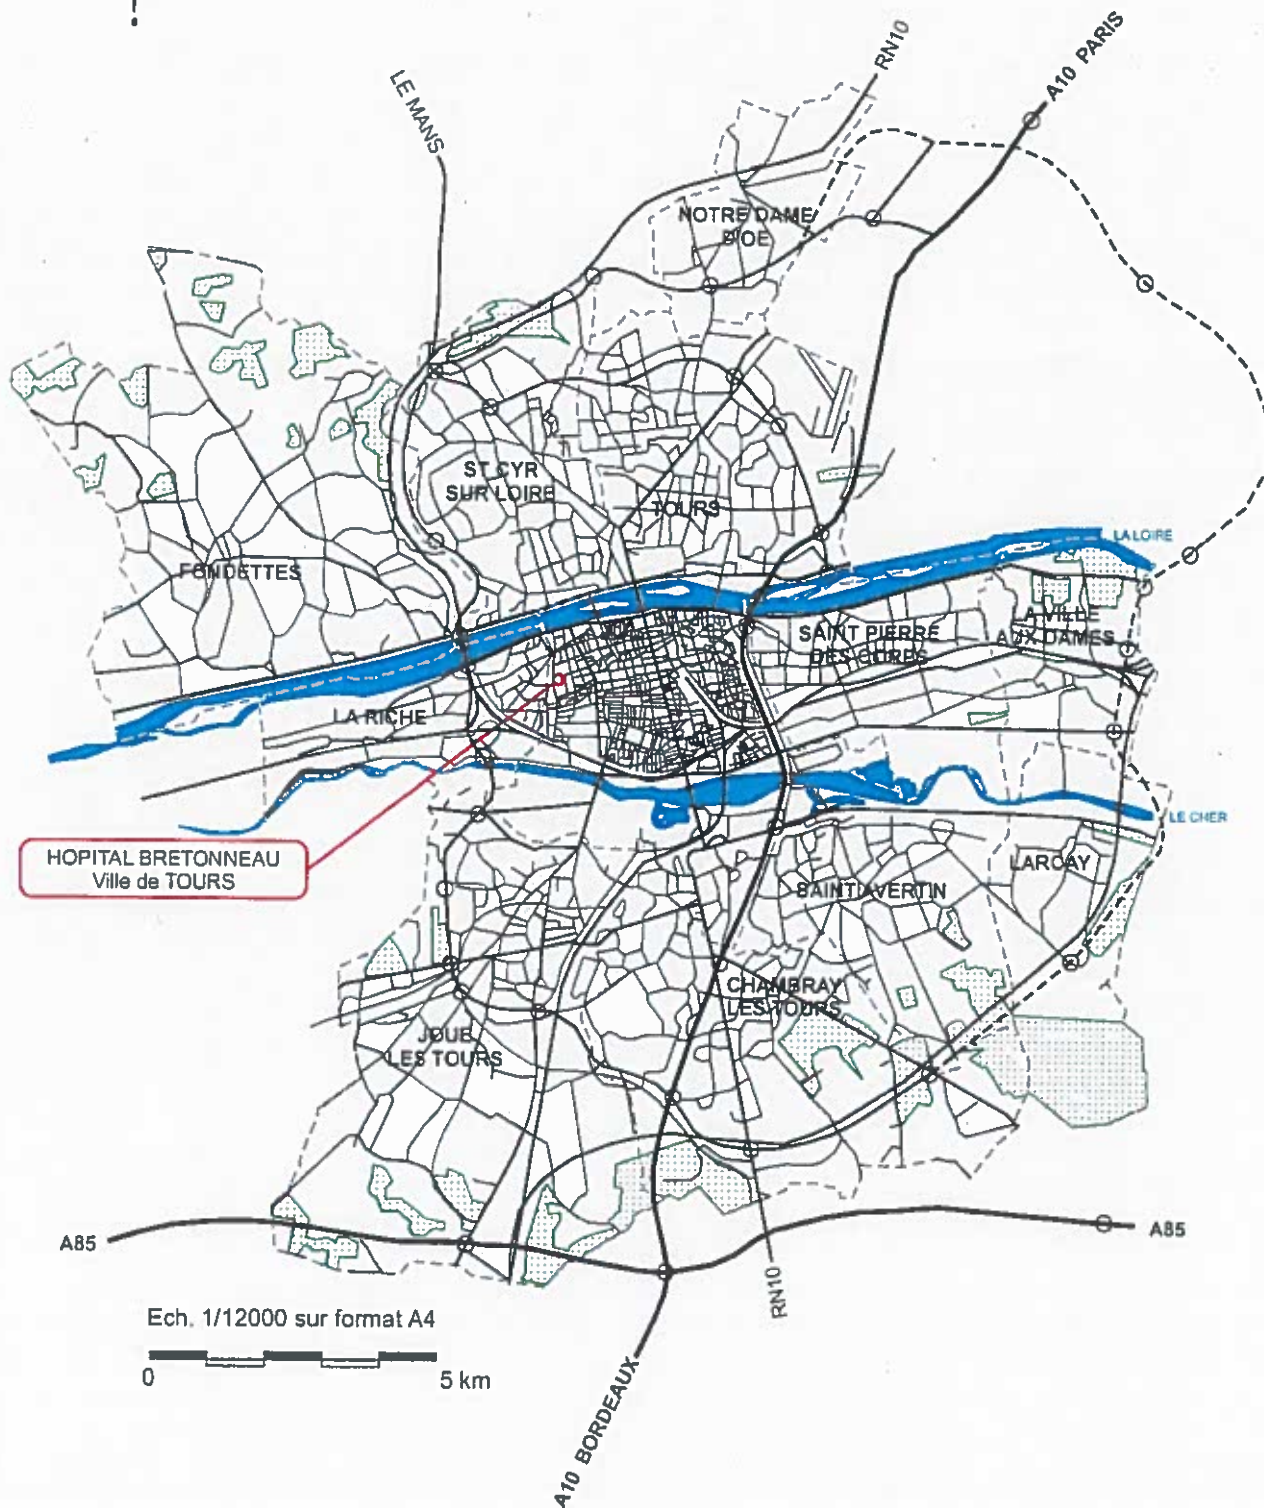 A10 PARIS
RN10
LE MANS
NOTRE DAME
D'OE
ST CYR
SUR LOIRE
TOURS
LA LOIRE
FONDETTES
LA VILLE
AUX DAMES
SAINT PIERRE
DES CORPS
LA RICHE
LE CHER
HOPITAL BRETONNEAU
Ville de TOURS
LARCAY
SAINT AVERTIN
CHAMBRAY
LES TOURS
JOUE
LES TOURS
A85
A85
RN10
Ech. 1/12000 sur format A4
0
5 km
A10 BORDEAUX